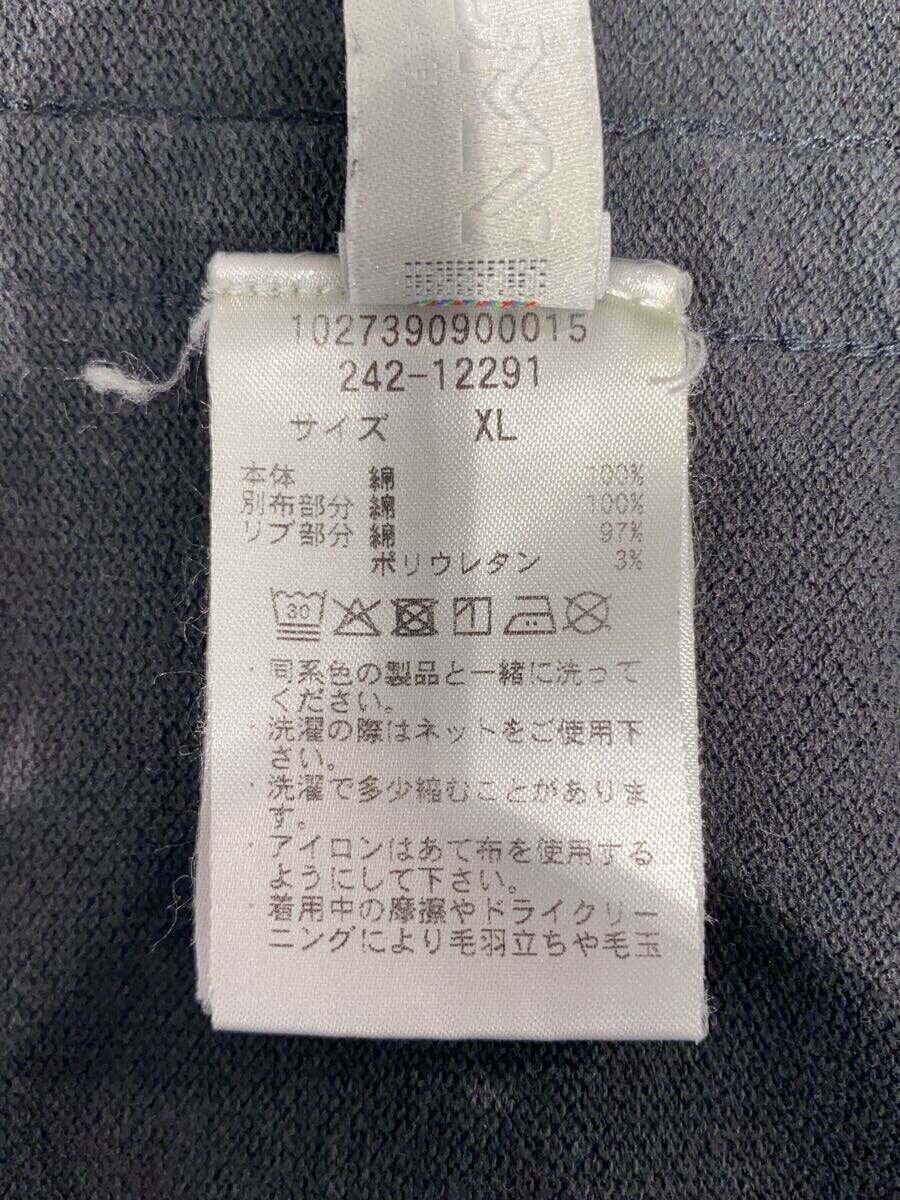 1027390900015
242-12291
サイズ XL
本体 綿 100%
別布部分 綿 100%
リブ部分 綿 97%
ポリウレタン 3%
30
・同系色の製品と一緒に洗って
ください。
・洗濯の際はネットをご使用下
さい。
・洗濯で多少縮むことがありま
す。
・アイロンはあて布を使用する
ようにして下さい。
・着用中の摩擦やドライクリー
ニングにより毛羽立ちや毛玉